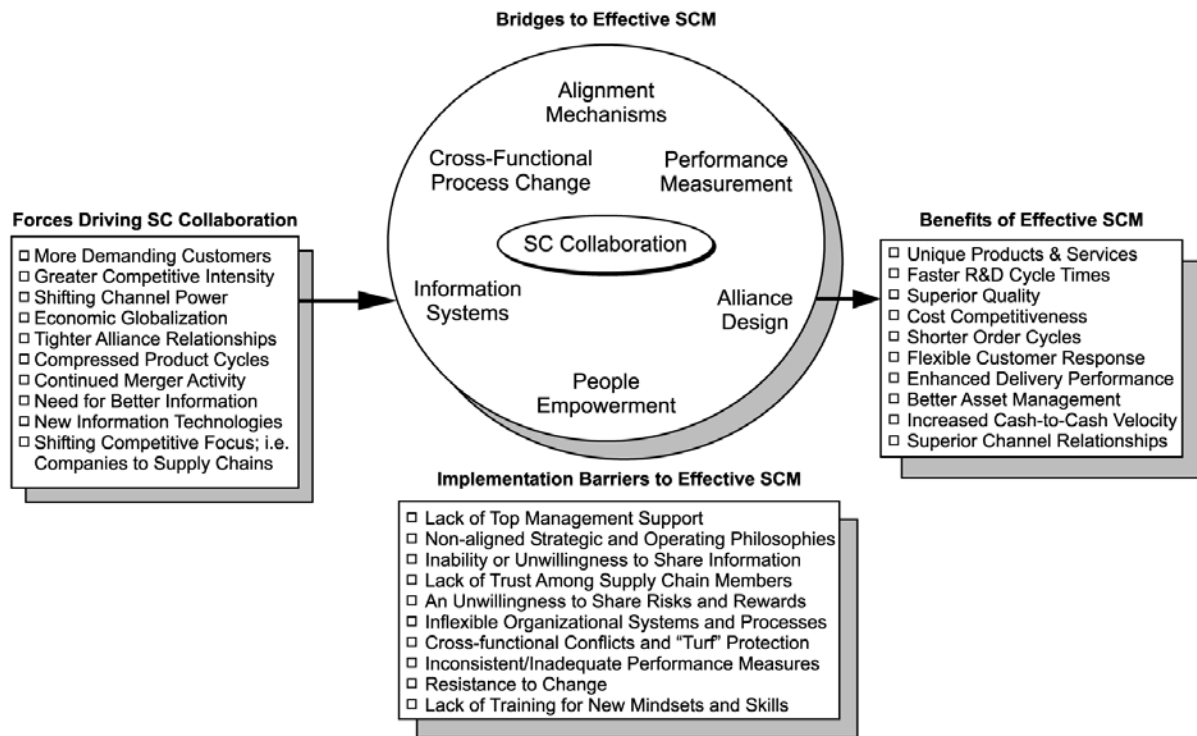 Bridges to Effective SCM
Alignment
Mechanisms
Cross-Functional
Process Change
Performance
Measurement
SC Collaboration
Information
Systems
Alliance
Design
People
Empowerment
Forces Driving SC Collaboration
More Demanding Customers
Greater Competitive Intensity
Shifting Channel Power
Economic Globalization
Tighter Alliance Relationships
Compressed Product Cycles
Continued Merger Activity
Need for Better Information
New Information Technologies
Shifting Competitive Focus; i.e.
Companies to Supply Chains
Benefits of Effective SCM
Unique Products & Services
Faster R&D Cycle Times
Superior Quality
Cost Competitiveness
Shorter Order Cycles
Flexible Customer Response
Enhanced Delivery Performance
Better Asset Management
Increased Cash-to-Cash Velocity
Superior Channel Relationships
Implementation Barriers to Effective SCM
Lack of Top Management Support
Non-aligned Strategic and Operating Philosophies
Inability or Unwillingness to Share Information
Lack of Trust Among Supply Chain Members
An Unwillingness to Share Risks and Rewards
Inflexible Organizational Systems and Processes
Cross-functional Conflicts and “Turf” Protection
Inconsistent/Inadequate Performance Measures
Resistance to Change
Lack of Training for New Mindsets and Skills